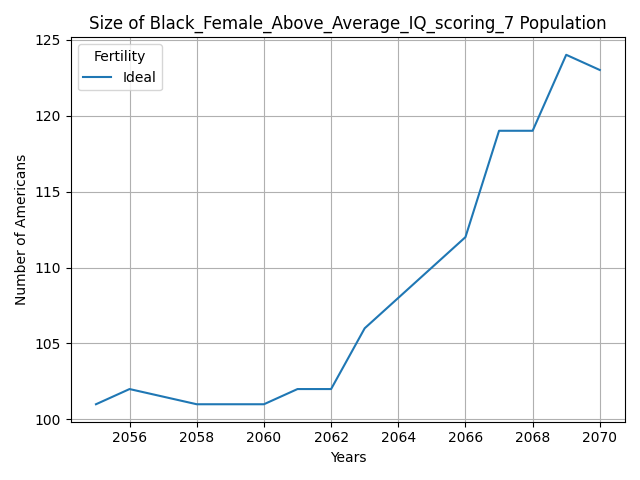 Size of Black_Female_Above_Average_IQ_scoring_7 Population
Fertility
Ideal
Number of Americans
125
120
115
110
105
100
2056 2058 2060 2062 2064 2066 2068 2070
Years